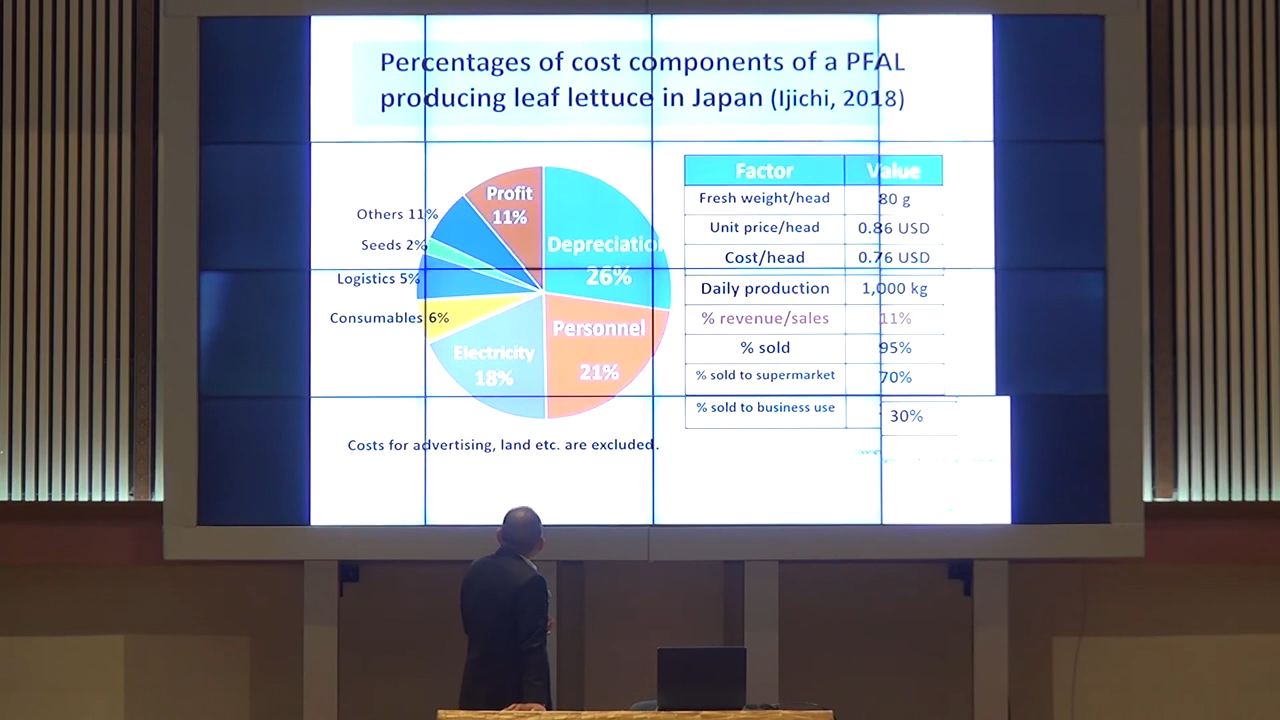 Percentages of cost components of a PFAL
producing leaf lettuce in Japan (Ijichi, 2018)
Profit
11%
Others 11%
Seeds 2%
Logistics 5%
Consumables 6%
Electricity
18%
Depreciation
26%
Personnel
21%
Costs for advertising, land etc. are excluded.
Factor Value
Fresh weight/head 80 g
Unit price/head 0.86 USD
Cost/head 0.76 USD
Daily production 1,000 kg
% revenue/sales 11%
% sold 95%
% sold to supermarket 70%
% sold to business use 30%